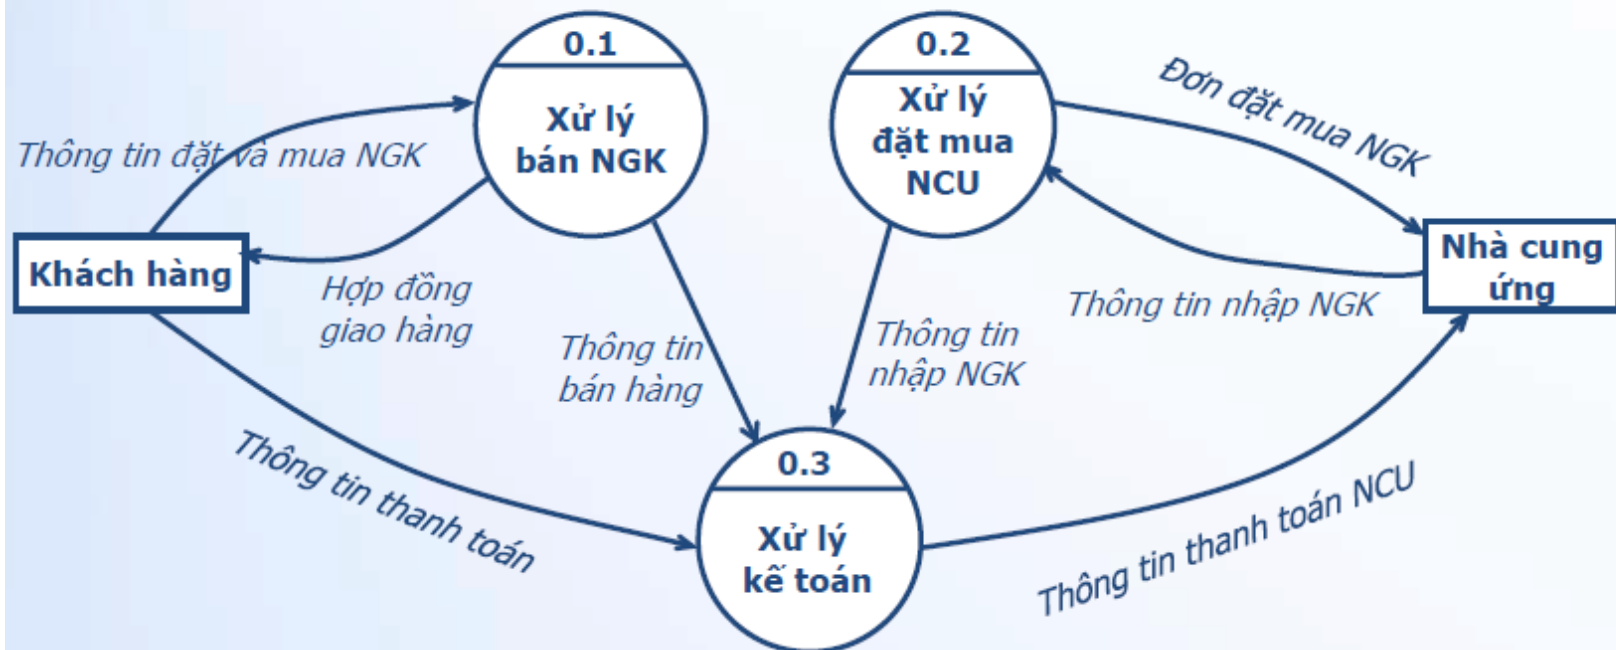 0.1
Xử lý
bán NGK
0.2
Xử lý
đặt mua
NCU
Đơn đặt mua NGK
Thông tin đặt và mua NGK
Khách hàng
Hợp đồng
giao hàng
Thông tin
bán hàng
Thông tin
nhập NGK
Thông tin nhập NGK
Nhà cung
ứng
Thông tin thanh toán
0.3
Xử lý
kế toán
Thông tin thanh toán NCU